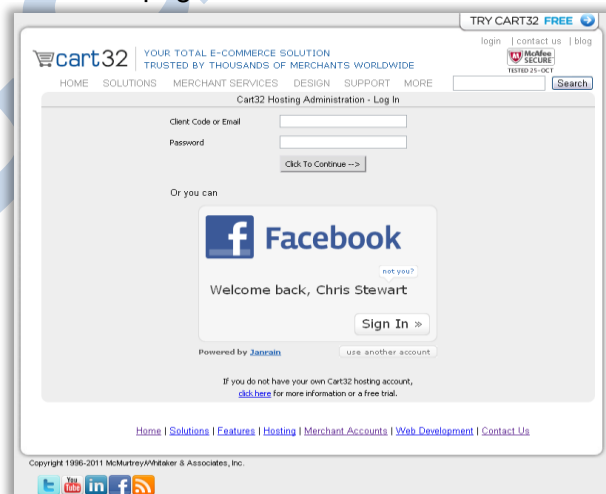 TRY CART32 FREE
login | contact us | blog
cart32
YOUR TOTAL E-COMMERCE SOLUTION
TRUSTED BY THOUSANDS OF MERCHANTS WORLDWIDE
McAfee
SECURE
TESTED 25-OCT
HOME SOLUTIONS MERCHANT SERVICES DESIGN SUPPORT MORE
Search
Cart32 Hosting Administration - Log In
Client Code or Email
Password
Click To Continue -->
Or you can
f Facebook
not you?
Welcome back, Chris Stewart
Sign In »
Powered by Janrain
use another account
If you do not have your own Cart32 hosting account,
click here for more information or a free trial.
Home | Solutions | Features | Hosting | Merchant Accounts | Web Development | Contact Us
Copyright 1996-2011 McMurtrey/Whitaker & Associates, Inc.
t You Tube in f